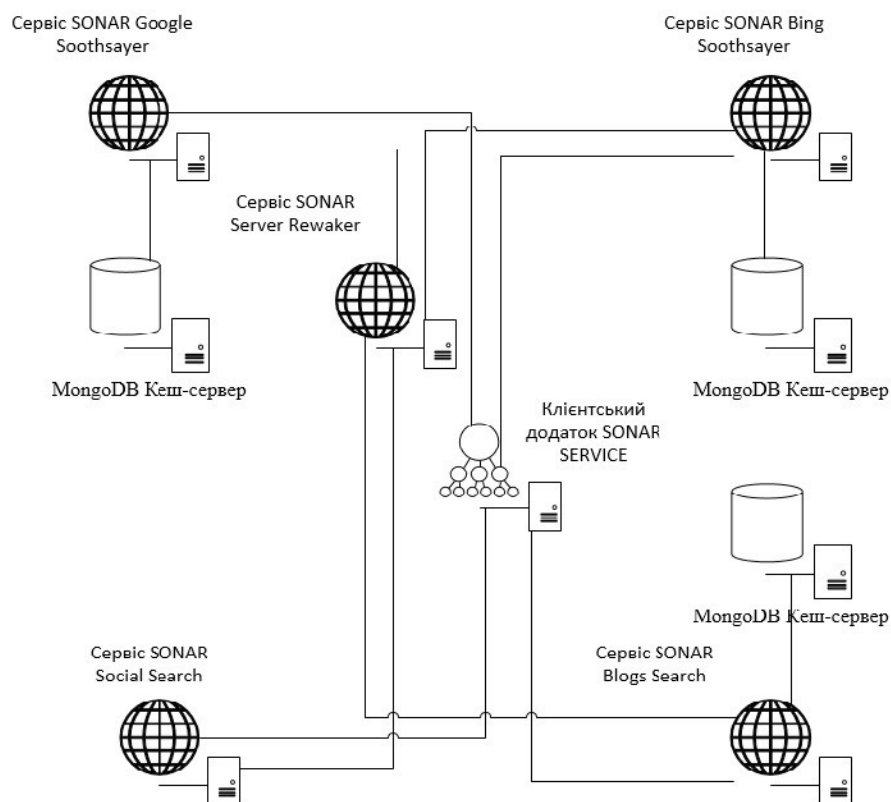 Сервіс SONAR Google
Soothsayer
Сервіс SONAR Bing
Soothsayer
Сервіс SONAR
Server Rewaker
MongoDB Кеш-сервер
MongoDB Кеш-сервер
Клієнтський
додаток SONAR
SERVICE
MongoDB Кеш-сервер
Сервіс SONAR
Social Search
Сервіс SONAR
Blogs Search